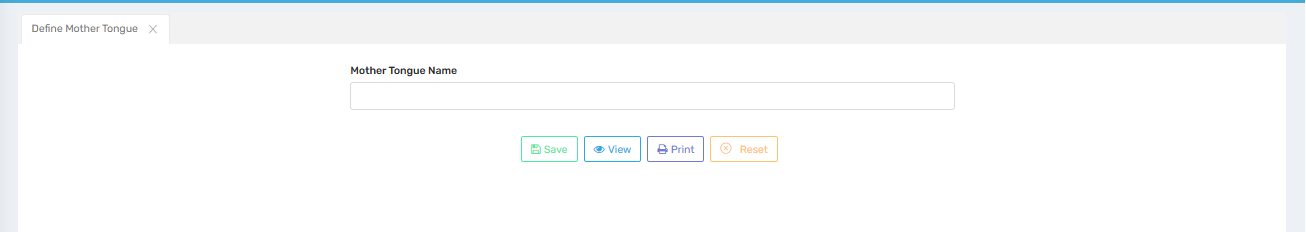 Define Mother Tongue
Mother Tongue Name
Save View Print Reset